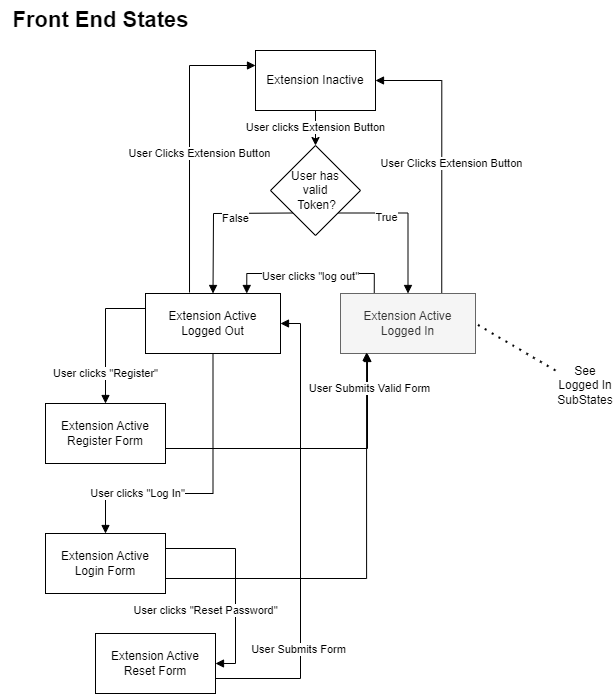 Front End States
Extension Inactive
User clicks Extension Button
User Clicks Extension Button
User Clicks Extension Button
User has
valid
Token?
False
True
User clicks "log out"
Extension Active
Logged Out
Extension Active
Logged In
See
Logged In
SubStates
User clicks "Register"
User Submits Valid Form
Extension Active
Register Form
User clicks "Log In"
Extension Active
Login Form
User clicks "Reset Password"
User Submits Form
Extension Active
Reset Form